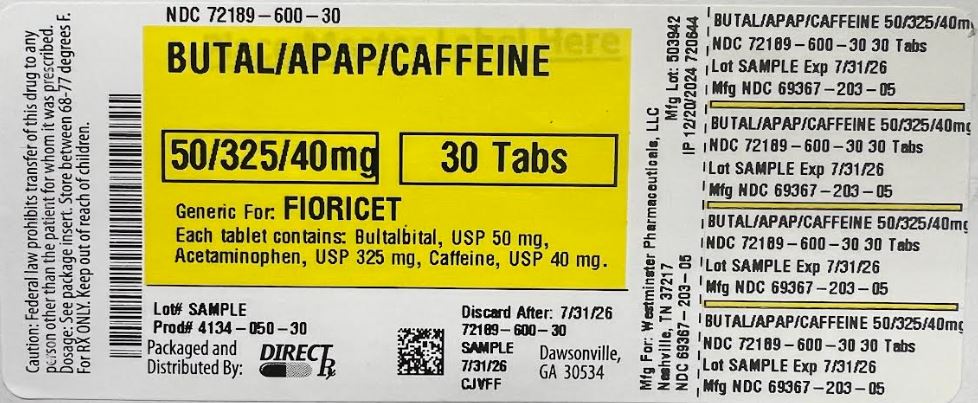 Caution: Federal law prohibits transfer of this drug to any
person other than the patient for whom it was prescribed.
Dosage: See package insert. Store between 68-77 degrees F.
For RX ONLY. Keep out of reach of children.
NDC 72189-600-30
BUTAL/APAP/CAFFEINE
50/325/40mg
30 Tabs
Generic For: FIORICET
Each tablet contains: Bultalbital, USP 50 mg,
Acetaminophen, USP 325 mg, Caffeine, USP 40 mg.
Lot# SAMPLE
Prod# 4134-050-30
Packaged and
Distributed By:
DIRECT Rx
Discard After: 7/31/26
72189-600-30
SAMPLE
7/31/26
CJVFF
Dawsonville,
GA 30534
Mfg For: Westminster Pharmaceuticals, LLC
Nashville, TN 37217
NDC 69367-203-05
Mfg Lot: 503942
IP 12/20/2024 720844
BUTAL/APAP/CAFFEINE 50/325/40mg
NDC 72189-600-30 30 Tabs
Lot SAMPLE Exp 7/31/26
Mfg NDC 69367-203-05
BUTAL/APAP/CAFFEINE 50/325/40mg
NDC 72189-600-30 30 Tabs
Lot SAMPLE Exp 7/31/26
Mfg NDC 69367-203-05
BUTAL/APAP/CAFFEINE 50/325/40mg
NDC 72189-600-30 30 Tabs
Lot SAMPLE Exp 7/31/26
Mfg NDC 69367-203-05
BUTAL/APAP/CAFFEINE 50/325/40mg
NDC 72189-600-30 30 Tabs
Lot SAMPLE Exp 7/31/26
Mfg NDC 69367-203-05